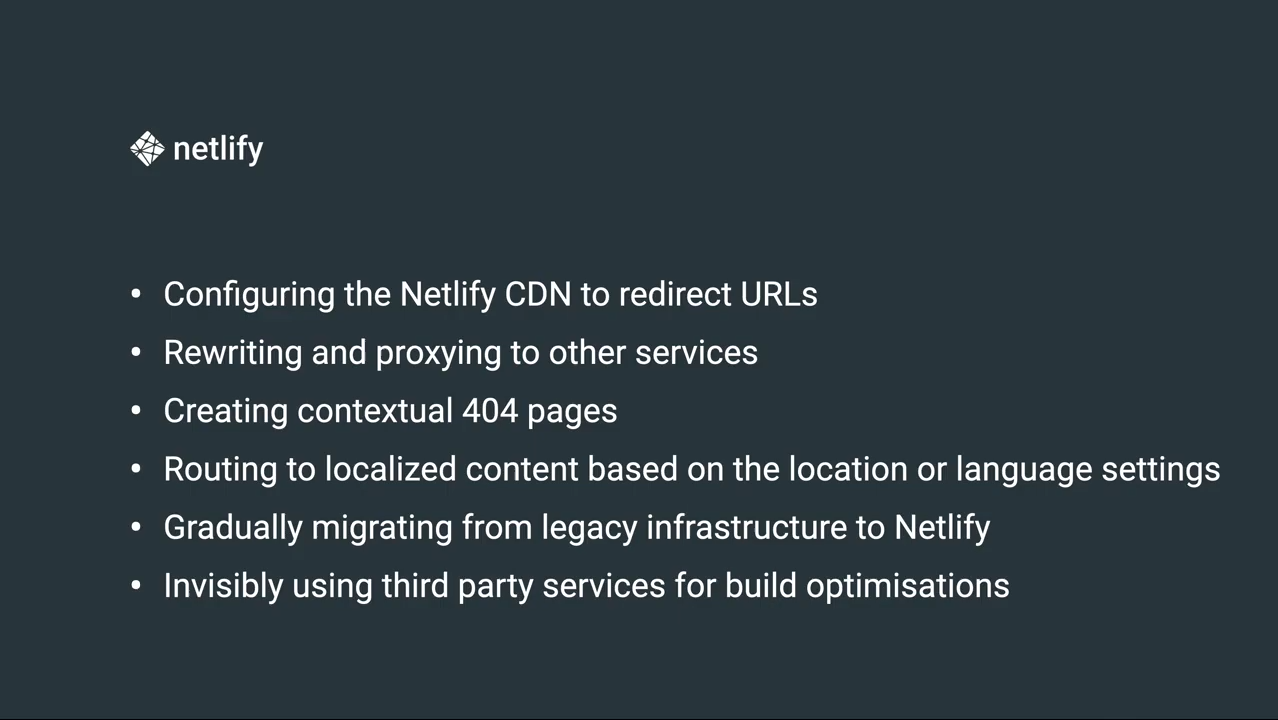 netlify
• Configuring the Netlify CDN to redirect URLs
• Rewriting and proxying to other services
• Creating contextual 404 pages
• Routing to localized content based on the location or language settings
• Gradually migrating from legacy infrastructure to Netlify
• Invisibly using third party services for build optimisations